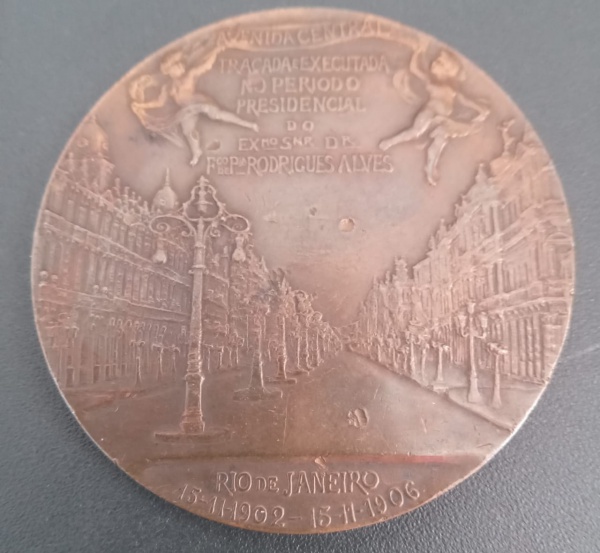 AVENIDA CENTRAL
TRAÇADA E EXECUTADA
NO PERIODO
PRESIDENCIAL
DO
EXMO SNR DR
FCO DE PLA RODRIGUES ALVES
RIO DE JANEIRO
15-11-1902-15-11-1906